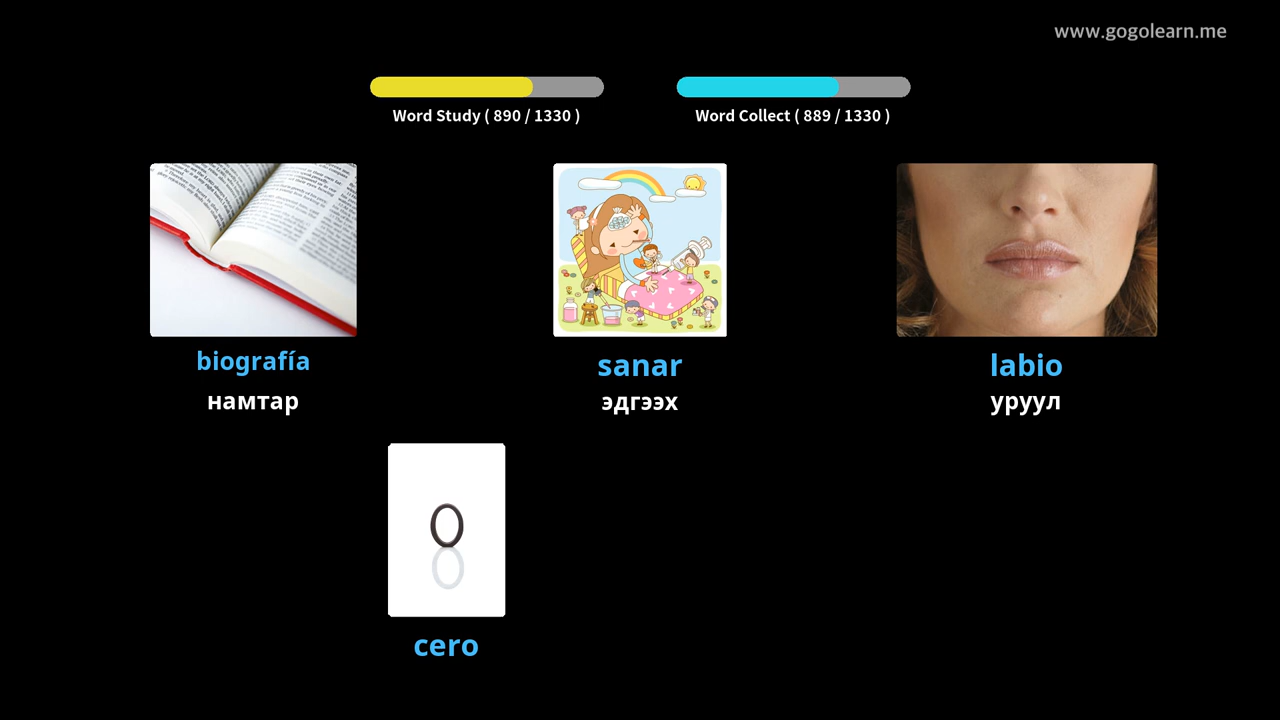 www.gogolearn.me
Word Study ( 890 / 1330 )
Word Collect ( 889 / 1330 )
biografía
намтар
sanar
эдгээх
labio
уруул
0
cero